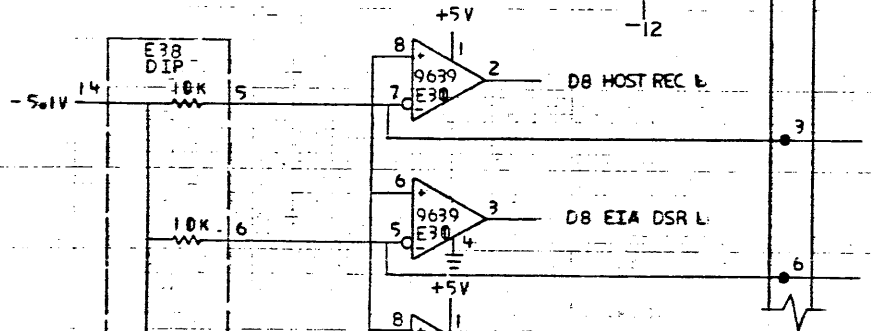 +5V
-12
E38
DIP
8
+
1
14
10K
9639
2
D8 HOST REC L
-5.1V
5
7
E30
-
3
6
+
9639
3
D8 EIA DSR L
10K
6
5
E30
4
-
6
+5V
8
+
1